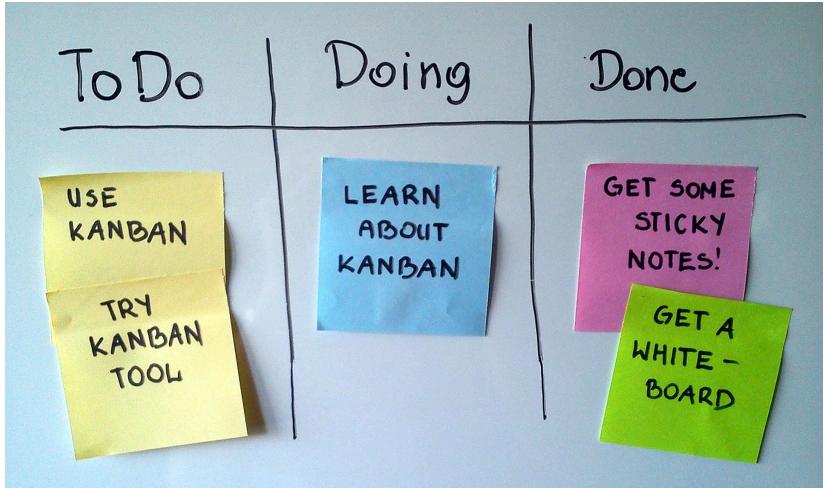 ToDo
Doing
Done
USE
KANBAN
TRY
KANBAN
TOOL
LEARN
ABOUT
KANBAN
GET SOME
STICKY
NOTES!
GET A
WHITE-
BOARD